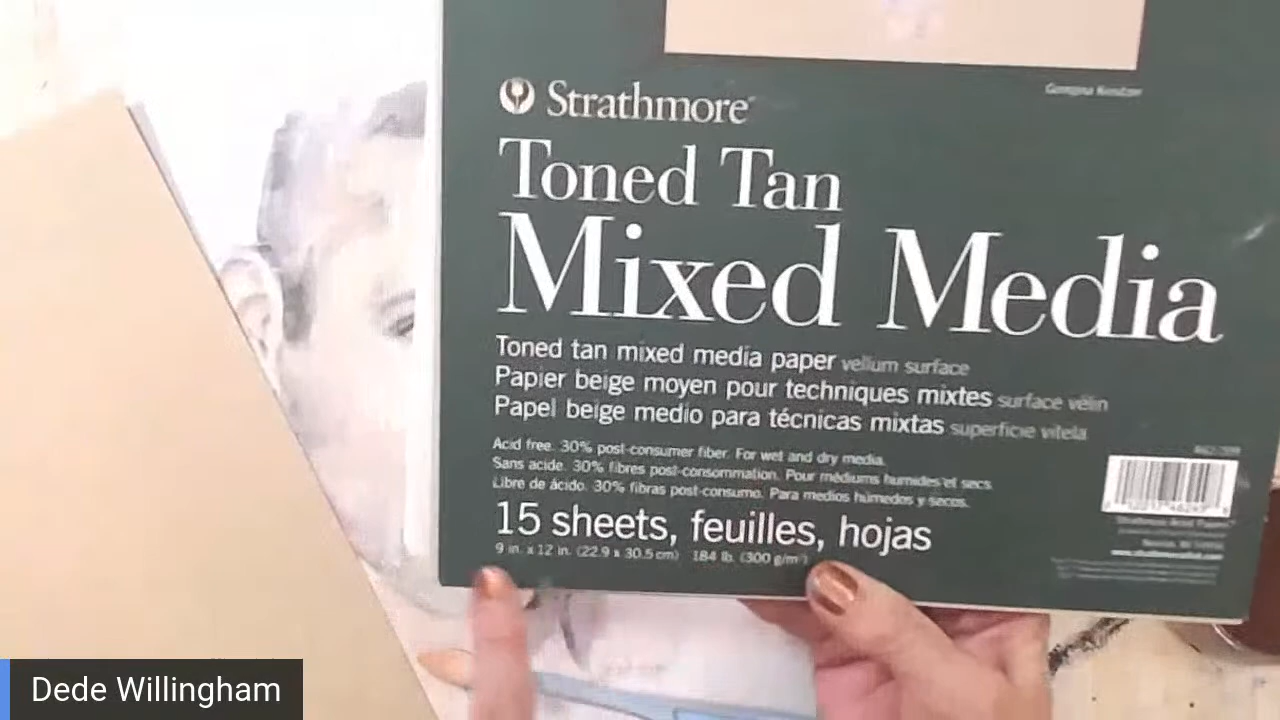 Strathmore
Toned Tan
Mixed Media
Toned tan mixed media paper vellum surface
Papier beige moyen pour techniques mixtes surface vélin
Papel beige medio para técnicas mixtas superficie vitela
Acid free. 30% post-consumer fiber. For wet and dry media.
Sans acide. 30% fibres post-consommation. Pour médiums humides et secs.
Libre de ácido. 30% fibras post-consumo. Para medios húmedos y secos.
15 sheets, feuilles, hojas
9 in. x 12 in. (22.9 x 30.5 cm) 184 lb. (300 g/m²)
Dede Willingham